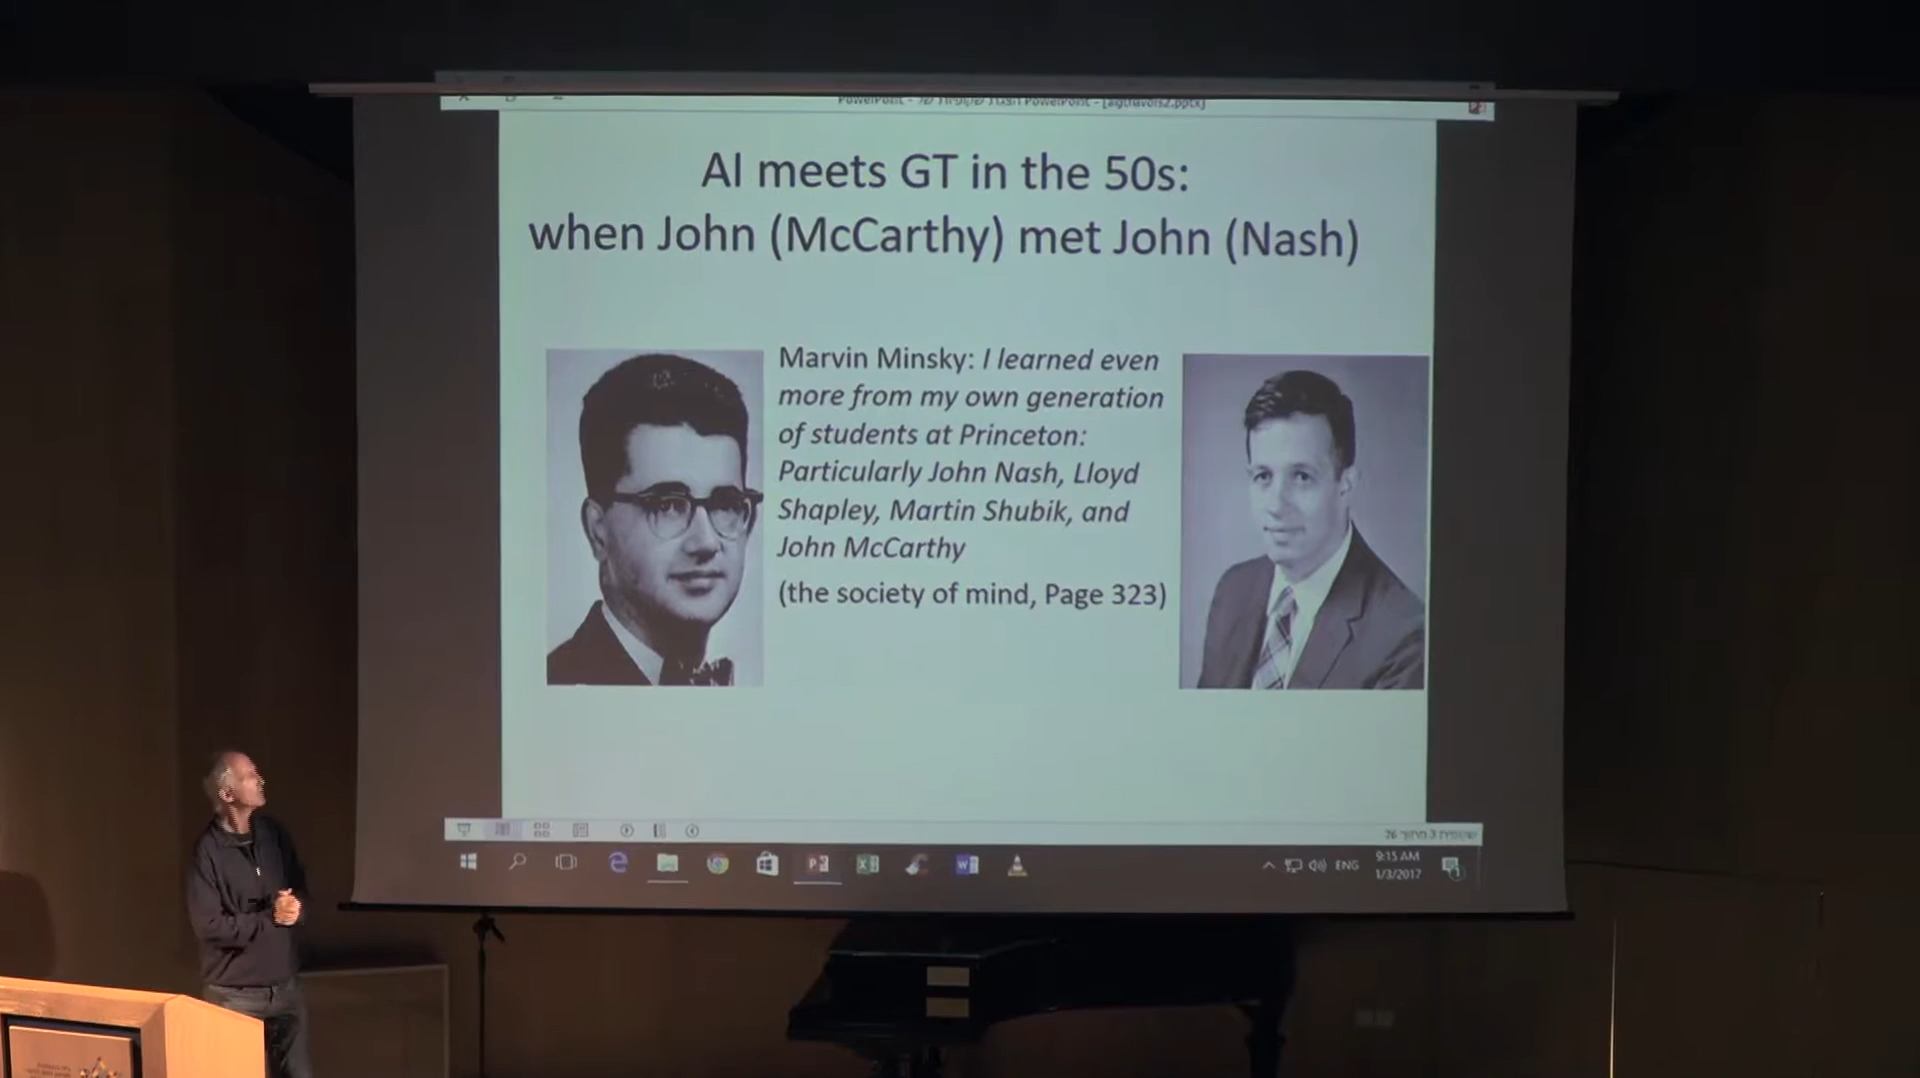 AI meets GT in the 50s:
when John (McCarthy) met John (Nash)
Marvin Minsky: I learned even
more from my own generation
of students at Princeton:
Particularly John Nash, Lloyd
Shapley, Martin Shubik, and
John McCarthy
(the society of mind, Page 323)
ENG
9:15 AM
1/3/2017